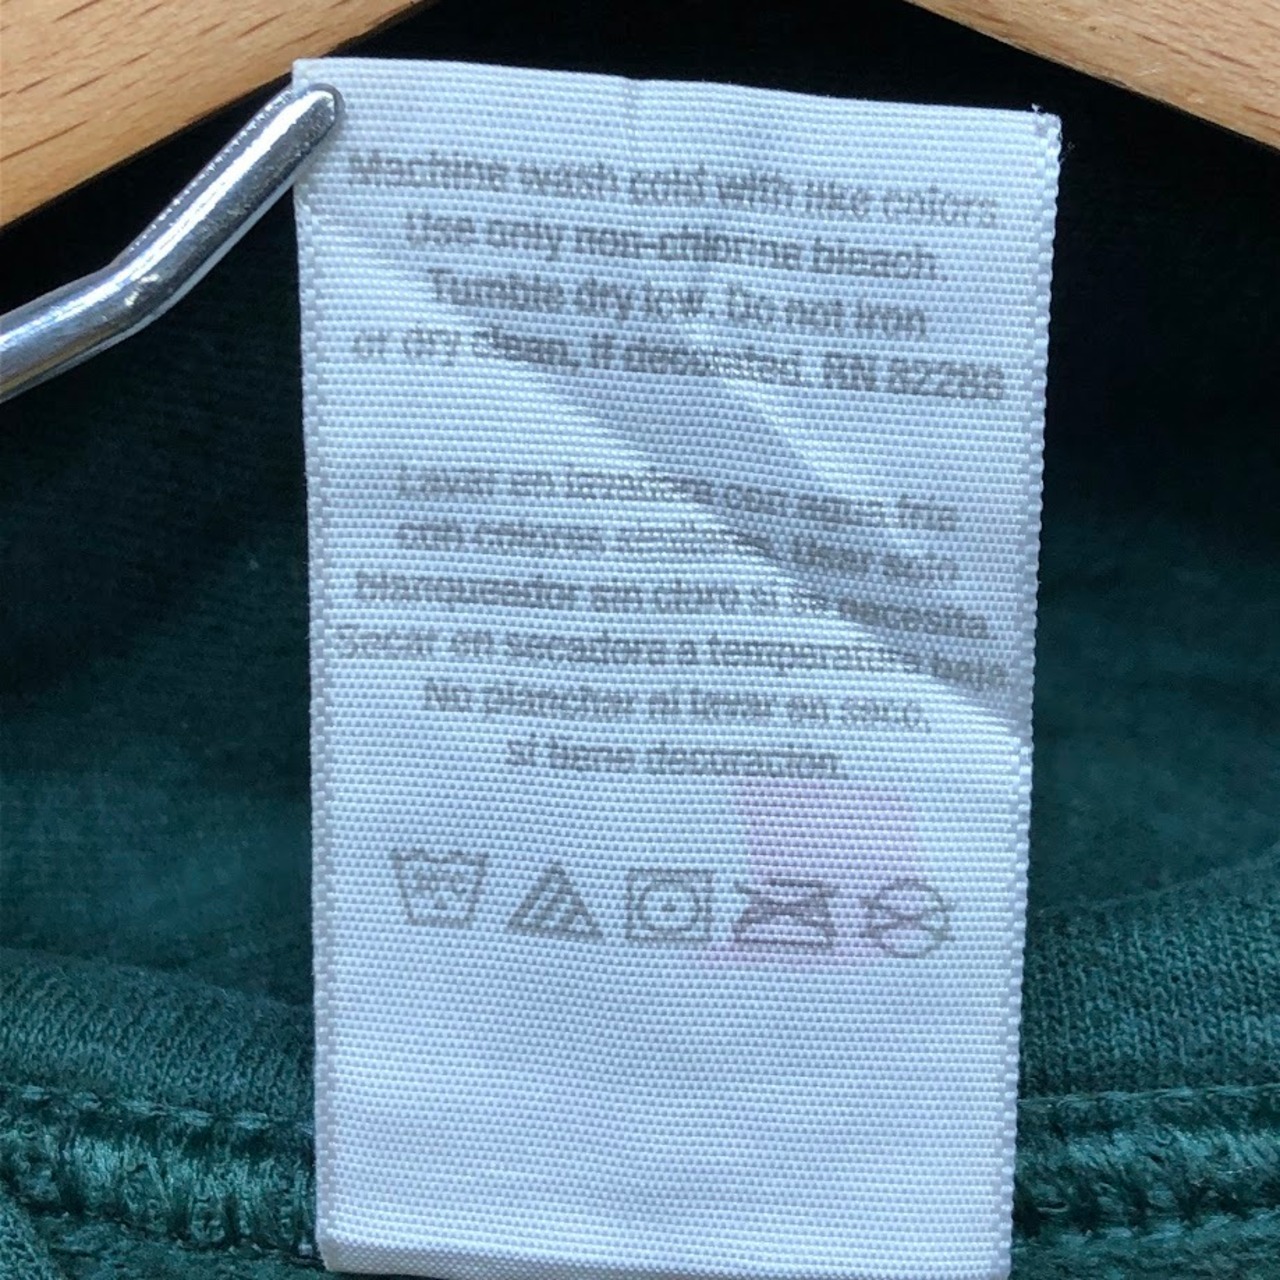 Machine wash cold with like colors
Use only non-chlorine bleach.
Tumble dry low. Do not iron
or dry clean, if decorated. RN 82286
Lavar en lavadora con agua fria
con colores similares. Usar solo
blanqueador sin cloro si se necesita
Secar en secadora a temperatura baja
No planchar ni lavar en seco,
si tiene decoracion.